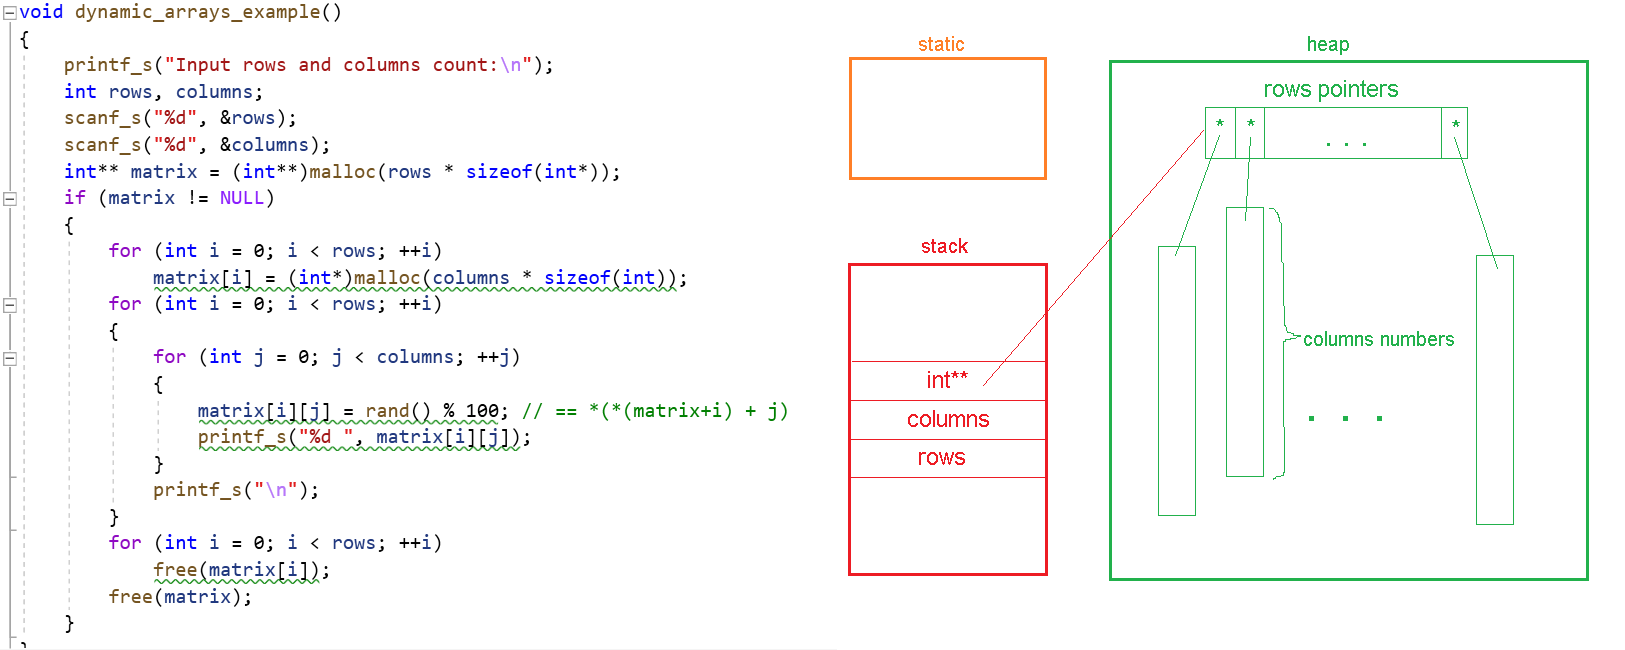 void dynamic_arrays_example()
{
    printf_s("Input rows and columns count:\n");
    int rows, columns;
    scanf_s("%d", &rows);
    scanf_s("%d", &columns);
    int** matrix = (int**)malloc(rows * sizeof(int*));
    if (matrix != NULL)
    {
        for (int i = 0; i < rows; ++i)
            matrix[i] = (int*)malloc(columns * sizeof(int));
        for (int i = 0; i < rows; ++i)
        {
            for (int j = 0; j < columns; ++j)
            {
                matrix[i][j] = rand() % 100; // == *(*(matrix+i) + j)
                printf_s("%d ", matrix[i][j]);
            }
            printf_s("\n");
        }
        for (int i = 0; i < rows; ++i)
            free(matrix[i]);
        free(matrix);
    }
}
static
stack
int**
columns
rows
heap
rows pointers
* * . . . *
columns numbers
. . .